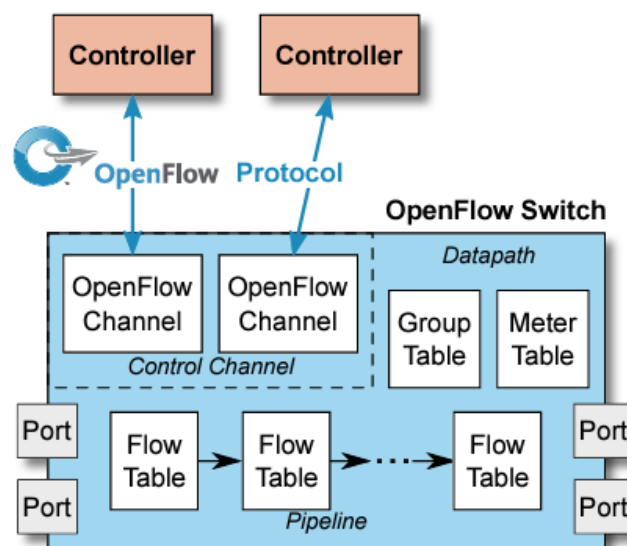 Controller
Controller
OpenFlow
Protocol
OpenFlow Switch
Datapath
OpenFlow
Channel
OpenFlow
Channel
Control Channel
Group
Table
Meter
Table
Port
Port
Flow
Table
Flow
Table
...
Flow
Table
Port
Port
Pipeline